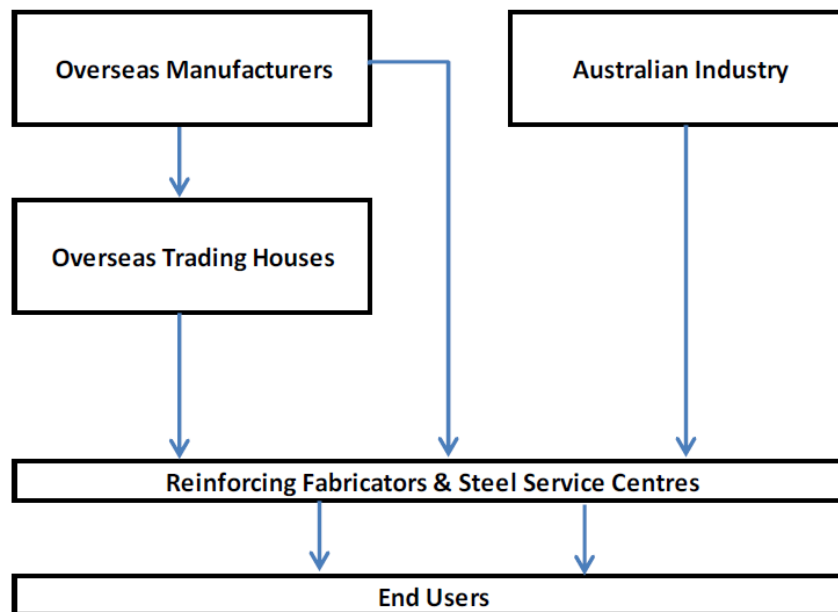 Overseas Manufacturers
Australian Industry
Overseas Trading Houses
Reinforcing Fabricators & Steel Service Centres
End Users